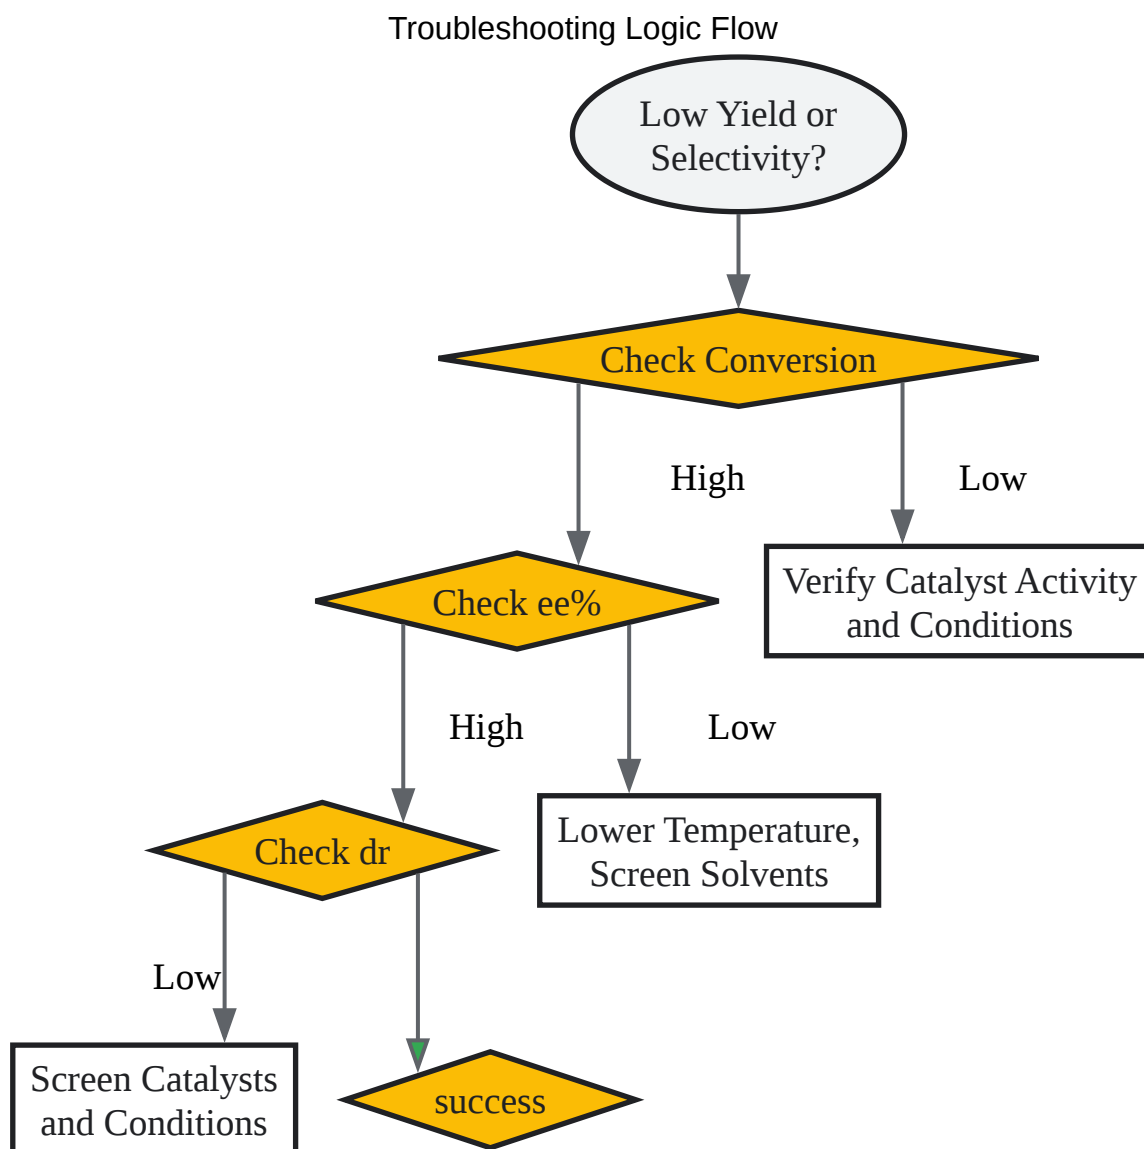 Troubleshooting Logic Flow
Low Yield or
Selectivity?
Check Conversion
High
Low
Verify Catalyst Activity
and Conditions
Check ee%
High
Low
Lower Temperature,
Screen Solvents
Check dr
Low
Screen Catalysts
and Conditions
success